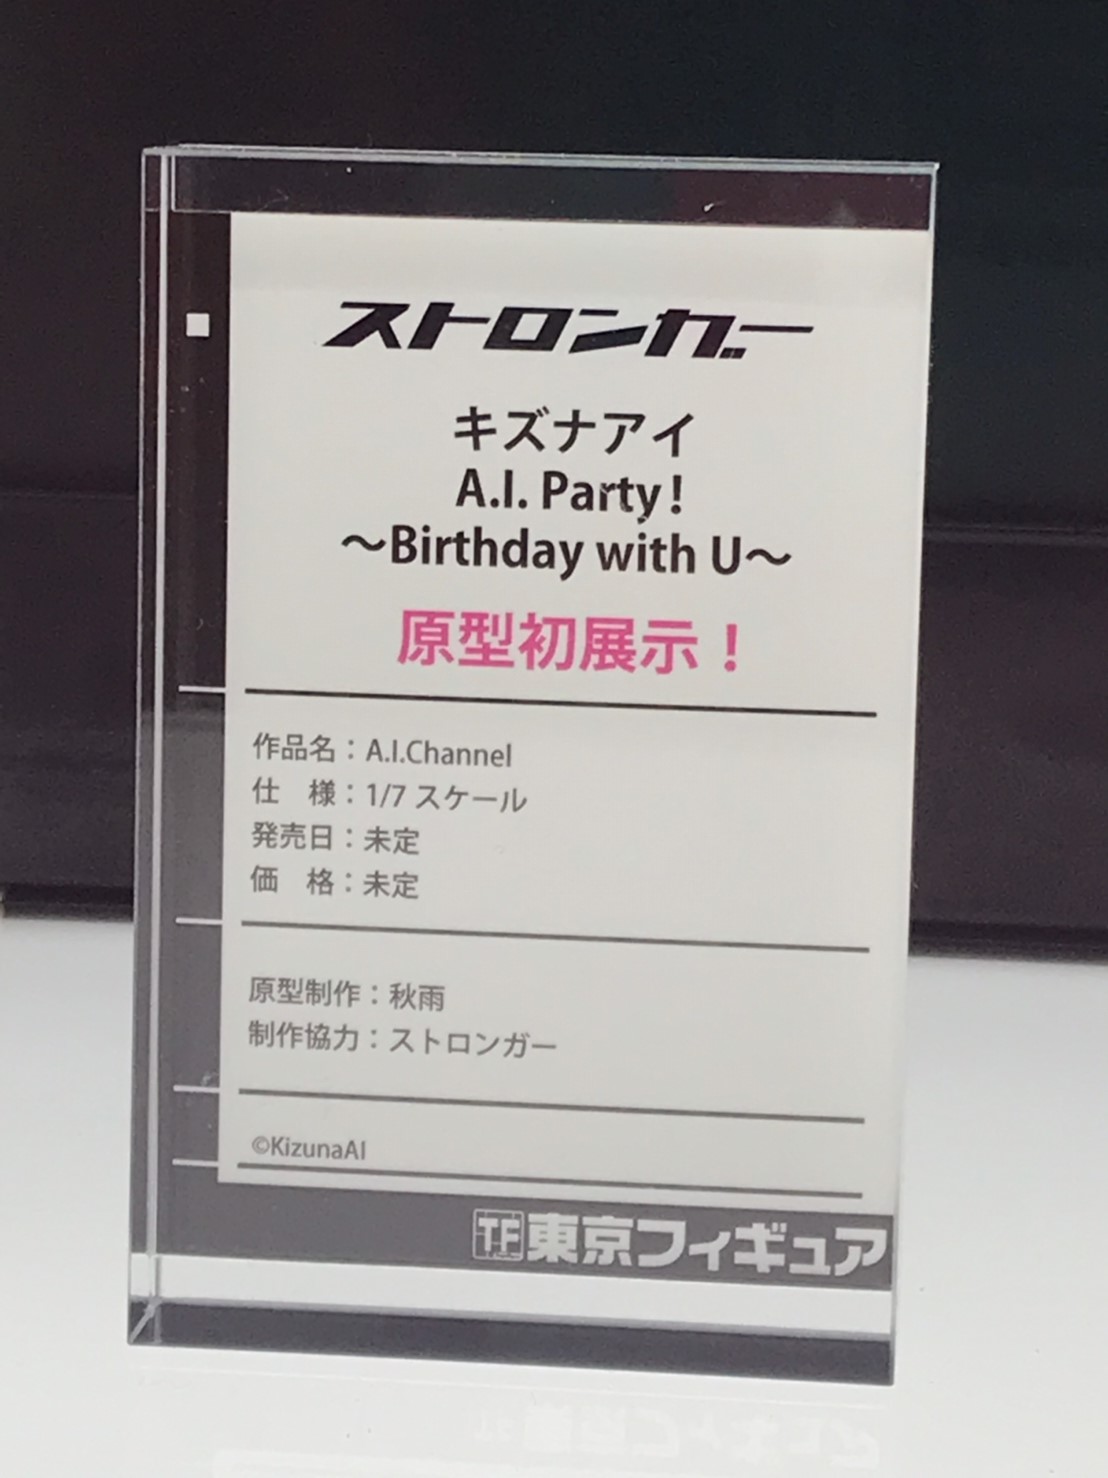 ストロンガー
キズナアイ
A.I. Party!
～Birthday with U～
原型初展示！
作品名：A.I.Channel
仕　様：1/7 スケール
発売日：未定
価　格：未定
原型制作：秋雨
制作協力：ストロンガー
©KizunaAI
TF東京フィギュア